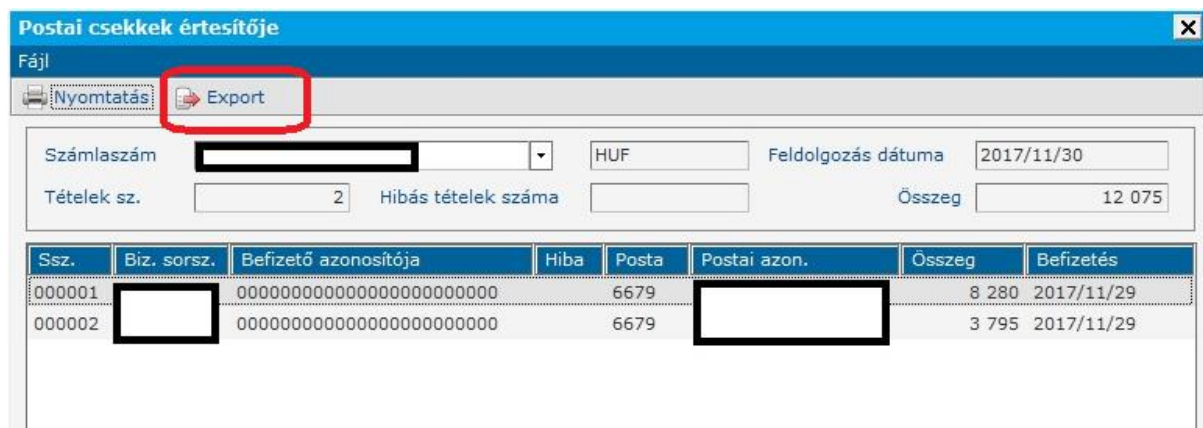 Postai csekkek értesítője
Fájl
Nyomtatás Export
Számlaszám HUF Feldolgozás dátuma 2017/11/30
Tételek sz. 2 Hibás tételek száma Összeg 12 075
Ssz. Biz. sorsz. Befizető azonosítója Hiba Posta Postai azon. Összeg Befizetés
000001 000000000000000000000000 6679 8 280 2017/11/29
000002 000000000000000000000000 6679 3 795 2017/11/29